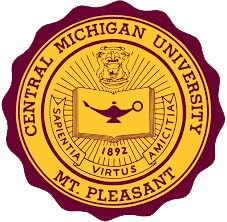 CENTRAL MICHIGAN UNIVERSITY
SAPIENTIA
VIRTUS
AMICITIA
1892
MT. PLEASANT